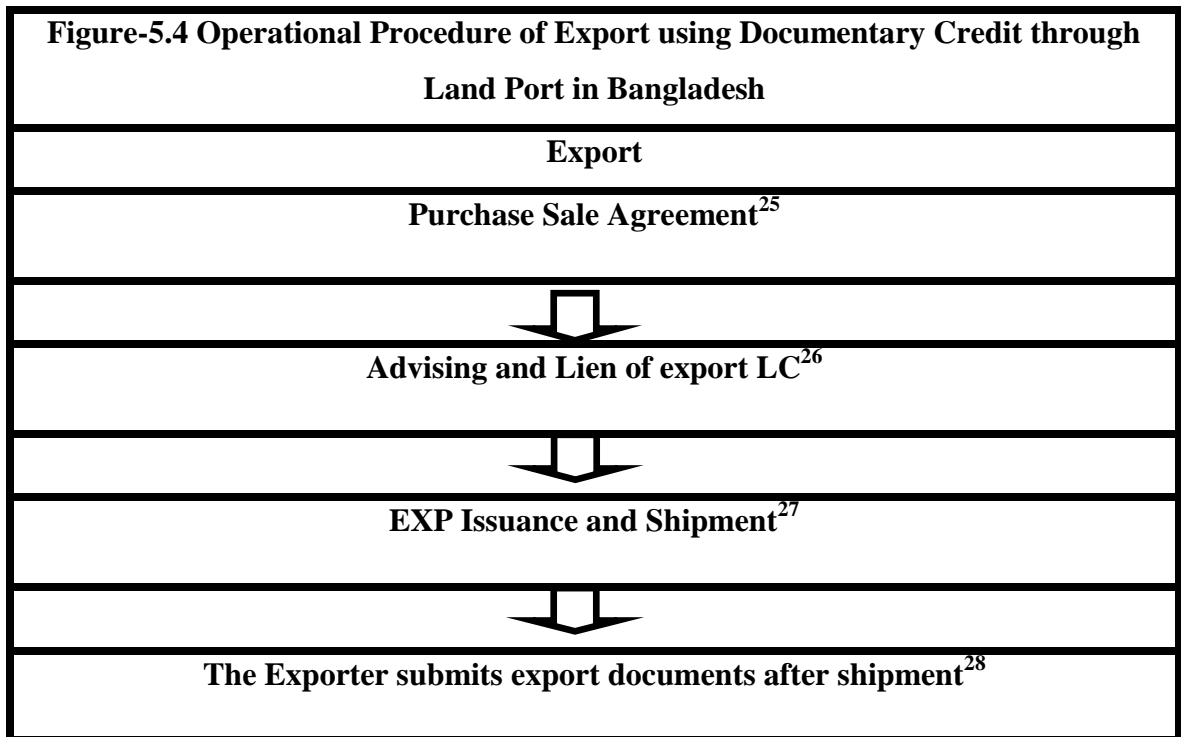 Figure-5.4 Operational Procedure of Export using Documentary Credit through
Land Port in Bangladesh
Export
Purchase Sale Agreement25
Advising and Lien of export LC26
EXP Issuance and Shipment27
The Exporter submits export documents after shipment28